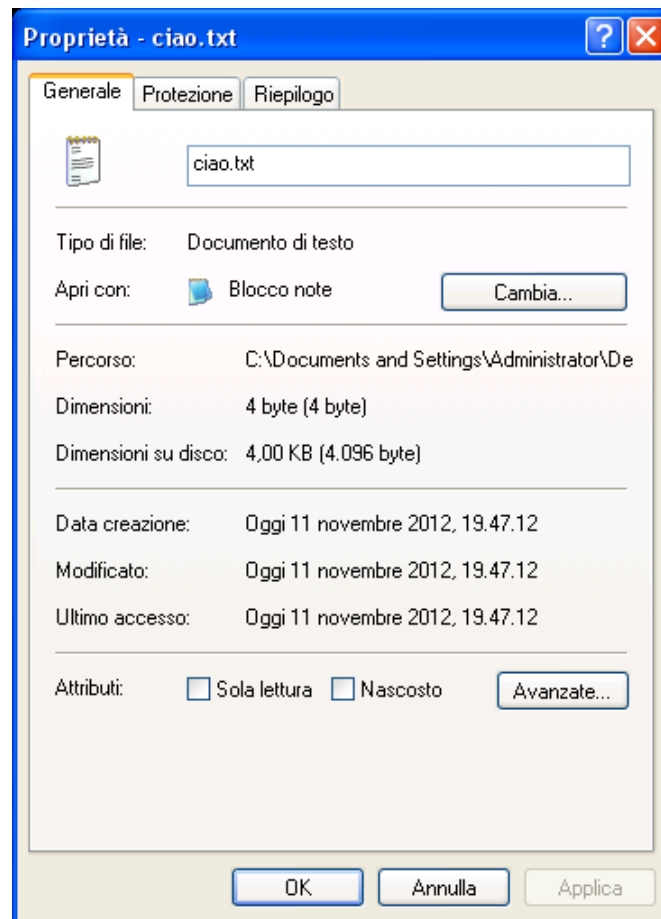 Proprietà - ciao.txt
Generale Protezione Riepilogo
ciao.txt
Tipo di file: Documento di testo
Apri con: Blocco note Cambia...
Percorso: C:\Documents and Settings\Administrator\De
Dimensioni: 4 byte (4 byte)
Dimensioni su disco: 4,00 KB (4.096 byte)
Data creazione: Oggi 11 novembre 2012, 19.47.12
Modificato: Oggi 11 novembre 2012, 19.47.12
Ultimo accesso: Oggi 11 novembre 2012, 19.47.12
Attributi: Sola lettura Nascosto Avanzate...
OK Annulla Applica